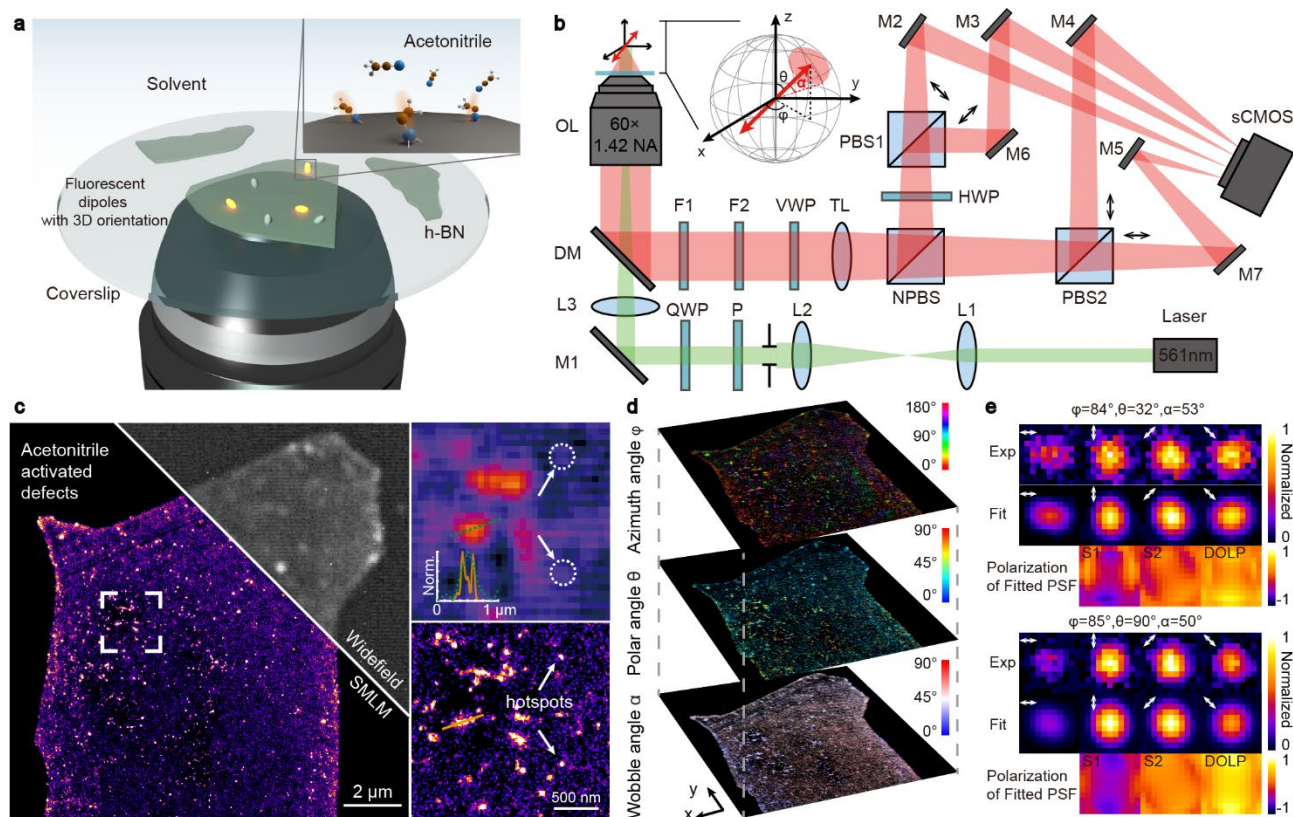 a
Solvent
Acetonitrile
Fluorescent
dipoles
with 3D orientation
h-BN
Coverslip
b
OL
60×
1.42 NA
z
θ
α
y
φ
x
M2
M3
M4
PBS1
M6
M5
sCMOS
HWP
F1
F2
VWP
TL
DM
NPBS
PBS2
M7
L3
QWP
P
L2
L1
Laser
M1
561nm
c
Acetonitrile
activated
defects
Widefield
SMLM
2 μm
Norm.
0
1 μm
hotspots
500 nm
d
Azimuth angle φ
180°
90°
0°
Polar angle θ
90°
45°
0°
Wobble angle α
90°
45°
0°
y
x
e
φ=84°,θ=32°,α=53°
Exp
Fit
S1
S2
DOLP
Polarization
of Fitted PSF
1
Normalized
0
1
-1
φ=85°,θ=90°,α=50°
Exp
Fit
S1
S2
DOLP
Polarization
of Fitted PSF
1
Normalized
0
1
-1